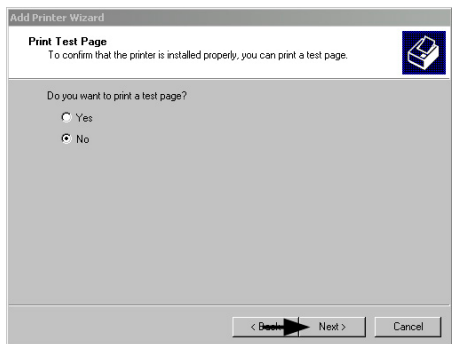 Add Printer Wizard
Print Test Page
To confirm that the printer is installed properly, you can print a test page.
Do you want to print a test page?
Yes
No
< Back Next > Cancel